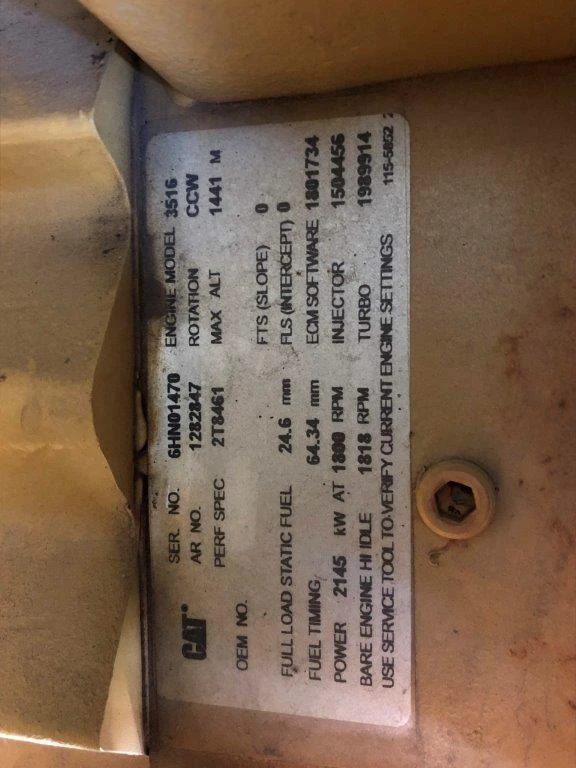 CAT®
SER. NO. 6HN01470 ENGINE MODEL 3516
AR NO. 1282847 ROTATION CCW
PERF SPEC 2T8461 MAX ALT 1441 M
OEM NO.
FTS (SLOPE) 0
FULL LOAD STATIC FUEL 24.6 mm FLS (INTERCEPT) 0
FUEL TIMING 64.34 mm ECM SOFTWARE 1801734
POWER 2145 kW AT 1800 RPM INJECTOR 1504456
BARE ENGINE HI IDLE 1818 RPM TURBO 1989914
USE SERVICE TOOL TO VERIFY CURRENT ENGINE SETTINGS 115-5852 2